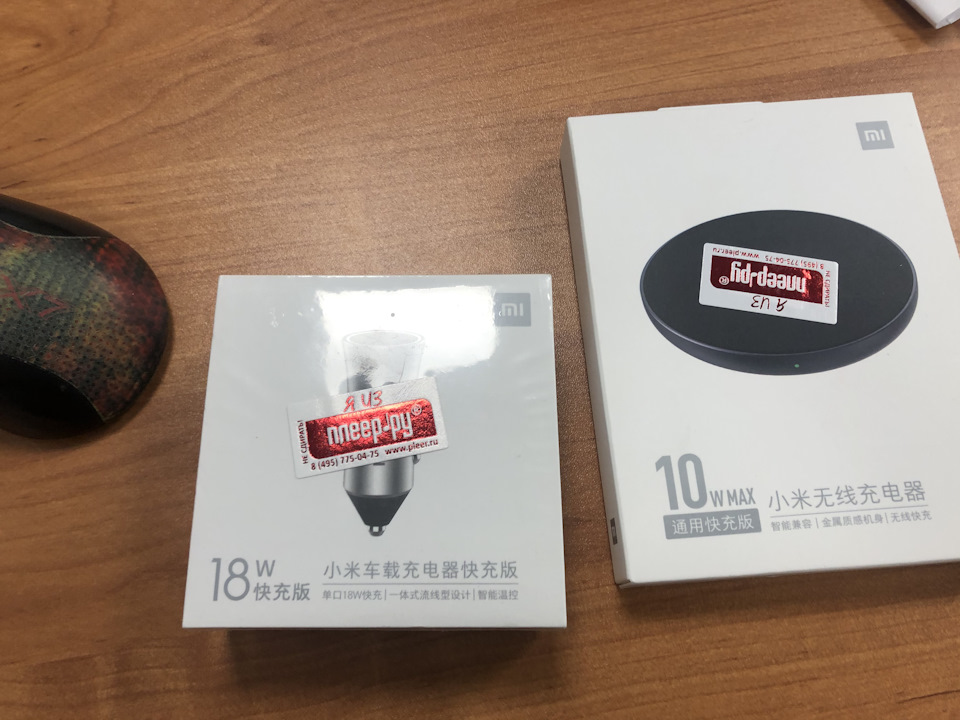 mi
Я ИЗ
плеер·ру®
НЕ СДИРАТЬ!
8 (495) 775-04-75 www.pleer.ru
18W
快充版
小米车载充电器快充版
单口18W快充|一体式流线型设计|智能温控
mi
Я ИЗ
плеер·ру®
НЕ СДИРАТЬ!
8 (495) 775-04-75 www.pleer.ru
10W MAX
通用快充版
小米无线充电器
智能兼容|金属质感机身|无线快充
X7